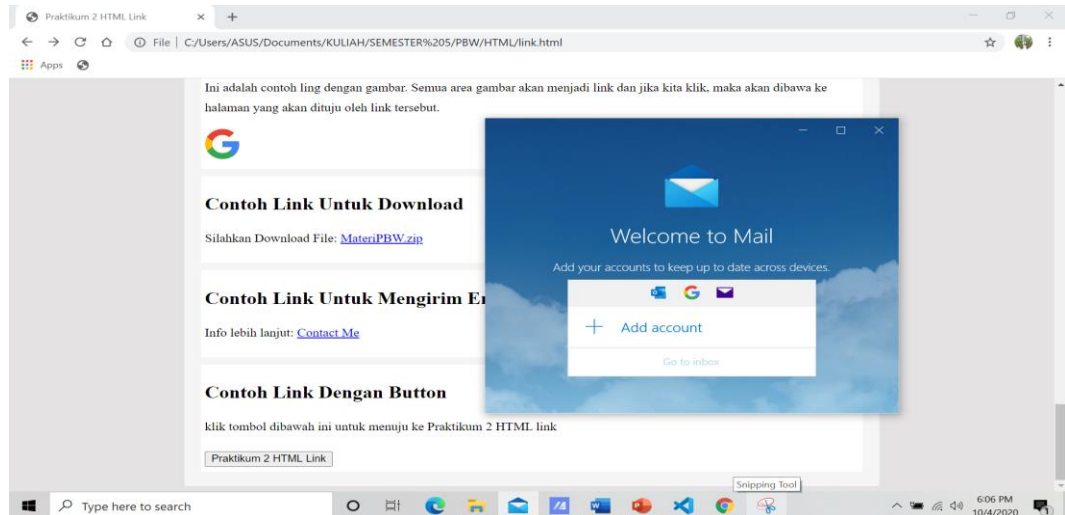 Praktikum 2 HTML Link
File | C:/Users/ASUS/Documents/KULIAH/SEMESTER%205/PBW/HTML/link.html
Apps
Ini adalah contoh ling dengan gambar. Semua area gambar akan menjadi link dan jika kita klik, maka akan dibawa ke
halaman yang akan dituju oleh link tersebut.
Contoh Link Untuk Download
Silahkan Download File: MateriPBW.zip
Contoh Link Untuk Mengirim
Info lebih lanjut: Contact Me
Contoh Link Dengan Button
klik tombol dibawah ini untuk menuju ke Praktikum 2 HTML link
Praktikum 2 HTML Link
Welcome to Mail
Add your accounts to keep up to date across devices.
Add account
Go to inbox
Snipping Tool
Type here to search
6:06 PM
10/4/2020